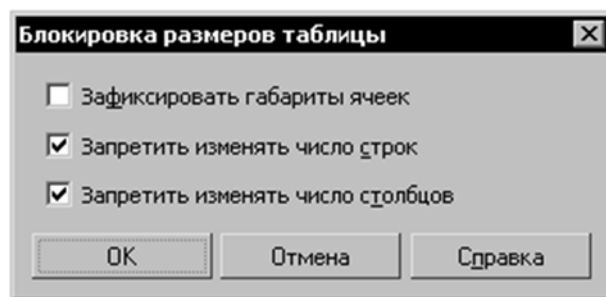 Блокировка размеров таблицы
Зафиксировать габариты ячеек
Запретить изменять число строк
Запретить изменять число столбцов
OK Отмена Справка